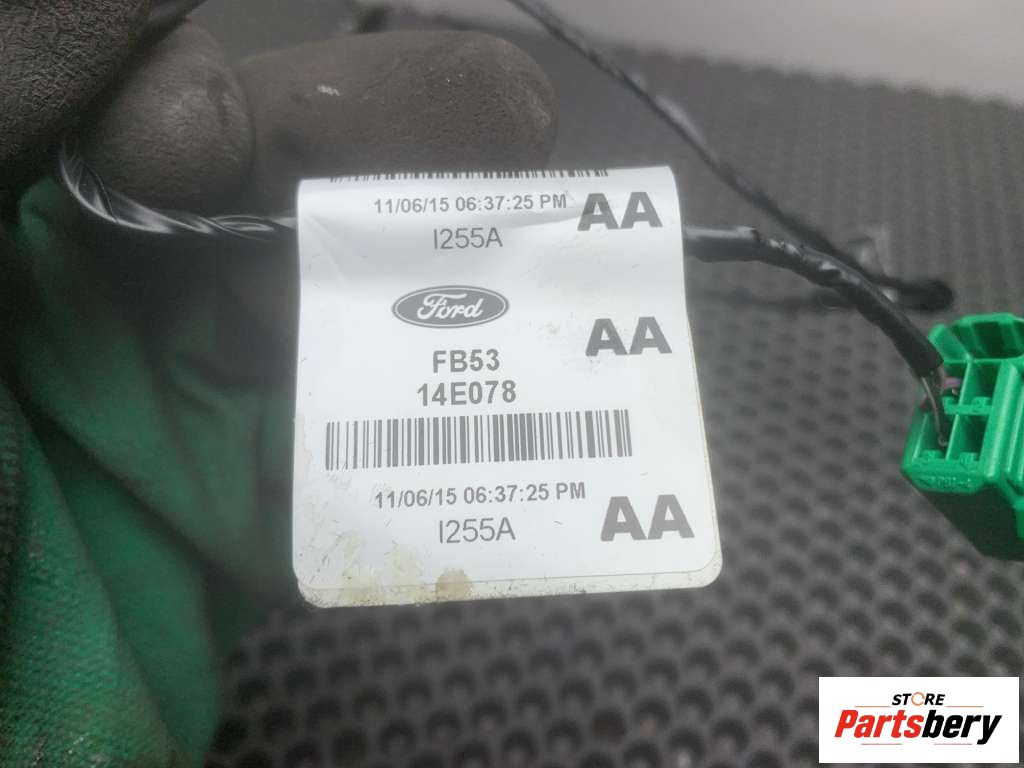 11/06/15 06:37:25 PM AA
I255A
Ford
FB53 AA
14E078
11/06/15 06:37:25 PM AA
I255A
STORE
Partsbery